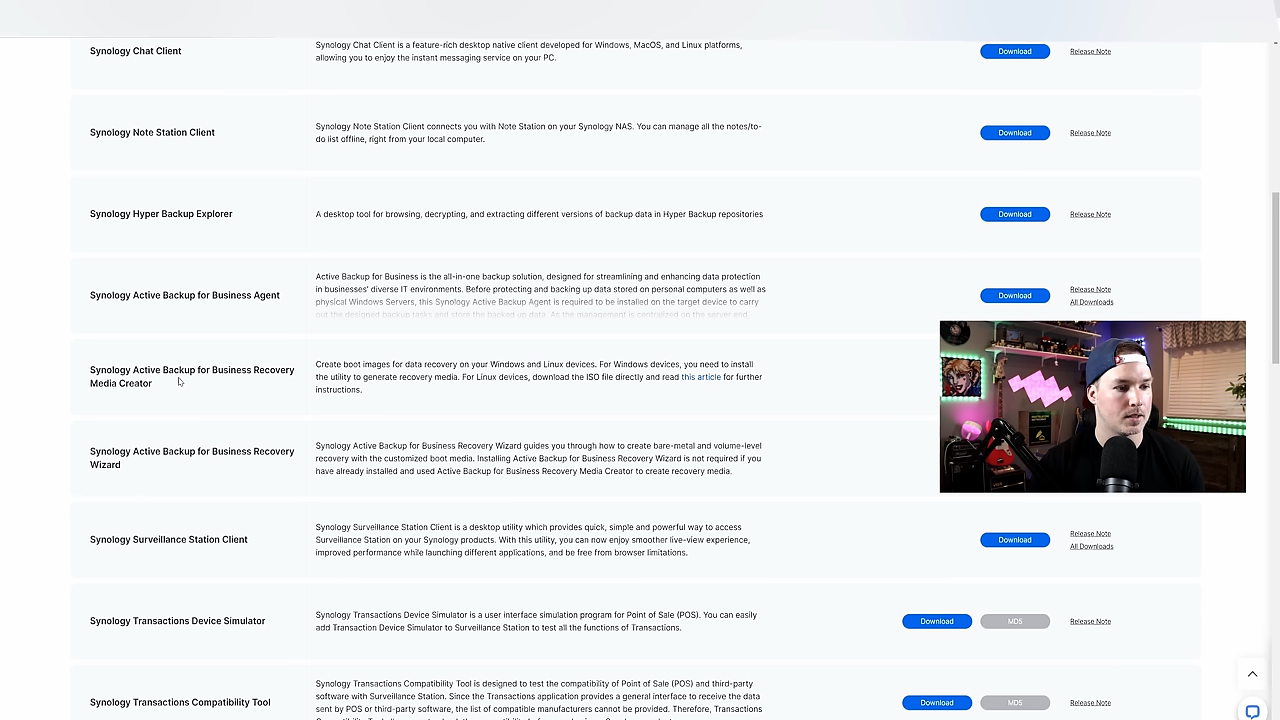 Synology Chat Client
Synology Chat Client is a feature-rich desktop native client developed for Windows, MacOS, and Linux platforms,
allowing you to enjoy the instant messaging service on your PC.
Download
Release Note
Synology Note Station Client
Synology Note Station Client connects you with Note Station on your Synology NAS. You can manage all the notes/to-
do list offline, right from your local computer.
Download
Release Note
Synology Hyper Backup Explorer
A desktop tool for browsing, decrypting, and extracting different versions of backup data in Hyper Backup repositories
Download
Release Note
Synology Active Backup for Business Agent
Active Backup for Business is the all-in-one backup solution, designed for streamlining and enhancing data protection
in businesses' diverse IT environments. Before protecting and backing up data stored on personal computers as well as
physical Windows Servers, this Synology Active Backup Agent is required to be installed on the target device to carry
out the designed backup tasks and store the backed up data. As the management is centralized on the server end,
Download
Release Note
All Downloads
Synology Active Backup for Business Recovery
Media Creator
Create boot images for data recovery on your Windows and Linux devices. For Windows devices, you need to install
the utility to generate recovery media. For Linux devices, download the ISO file directly and read this article for further
instructions.
Synology Active Backup for Business Recovery
Wizard
Synology Active Backup for Business Recovery Wizard guides you through how to create bare-metal and volume-level
recovery with the customized boot media. Installing Active Backup for Business Recovery Wizard is not required if you
have already installed and used Active Backup for Business Recovery Media Creator to create recovery media.
Synology Surveillance Station Client
Synology Surveillance Station Client is a desktop utility which provides quick, simple and powerful way to access
Surveillance Station on your Synology products. With this utility, you can now enjoy smoother live-view experience,
improved performance while launching different applications, and be free from browser limitations.
Download
Release Note
All Downloads
Synology Transactions Device Simulator
Synology Transactions Device Simulator is a user interface simulation program for Point of Sale (POS). You can easily
add Transaction Device Simulator to Surveillance Station to test all the functions of Transactions.
Download
MD5
Release Note
Synology Transactions Compatibility Tool
Synology Transactions Compatibility Tool is designed to test the compatibility of Point of Sale (POS) and third-party
software with Surveillance Station. Since the Transactions application provides a general interface to receive the data
sent by POS or third-party software, the list of compatible manufacturers cannot be provided. Therefore, Transactions
Download
MD5
Release Note